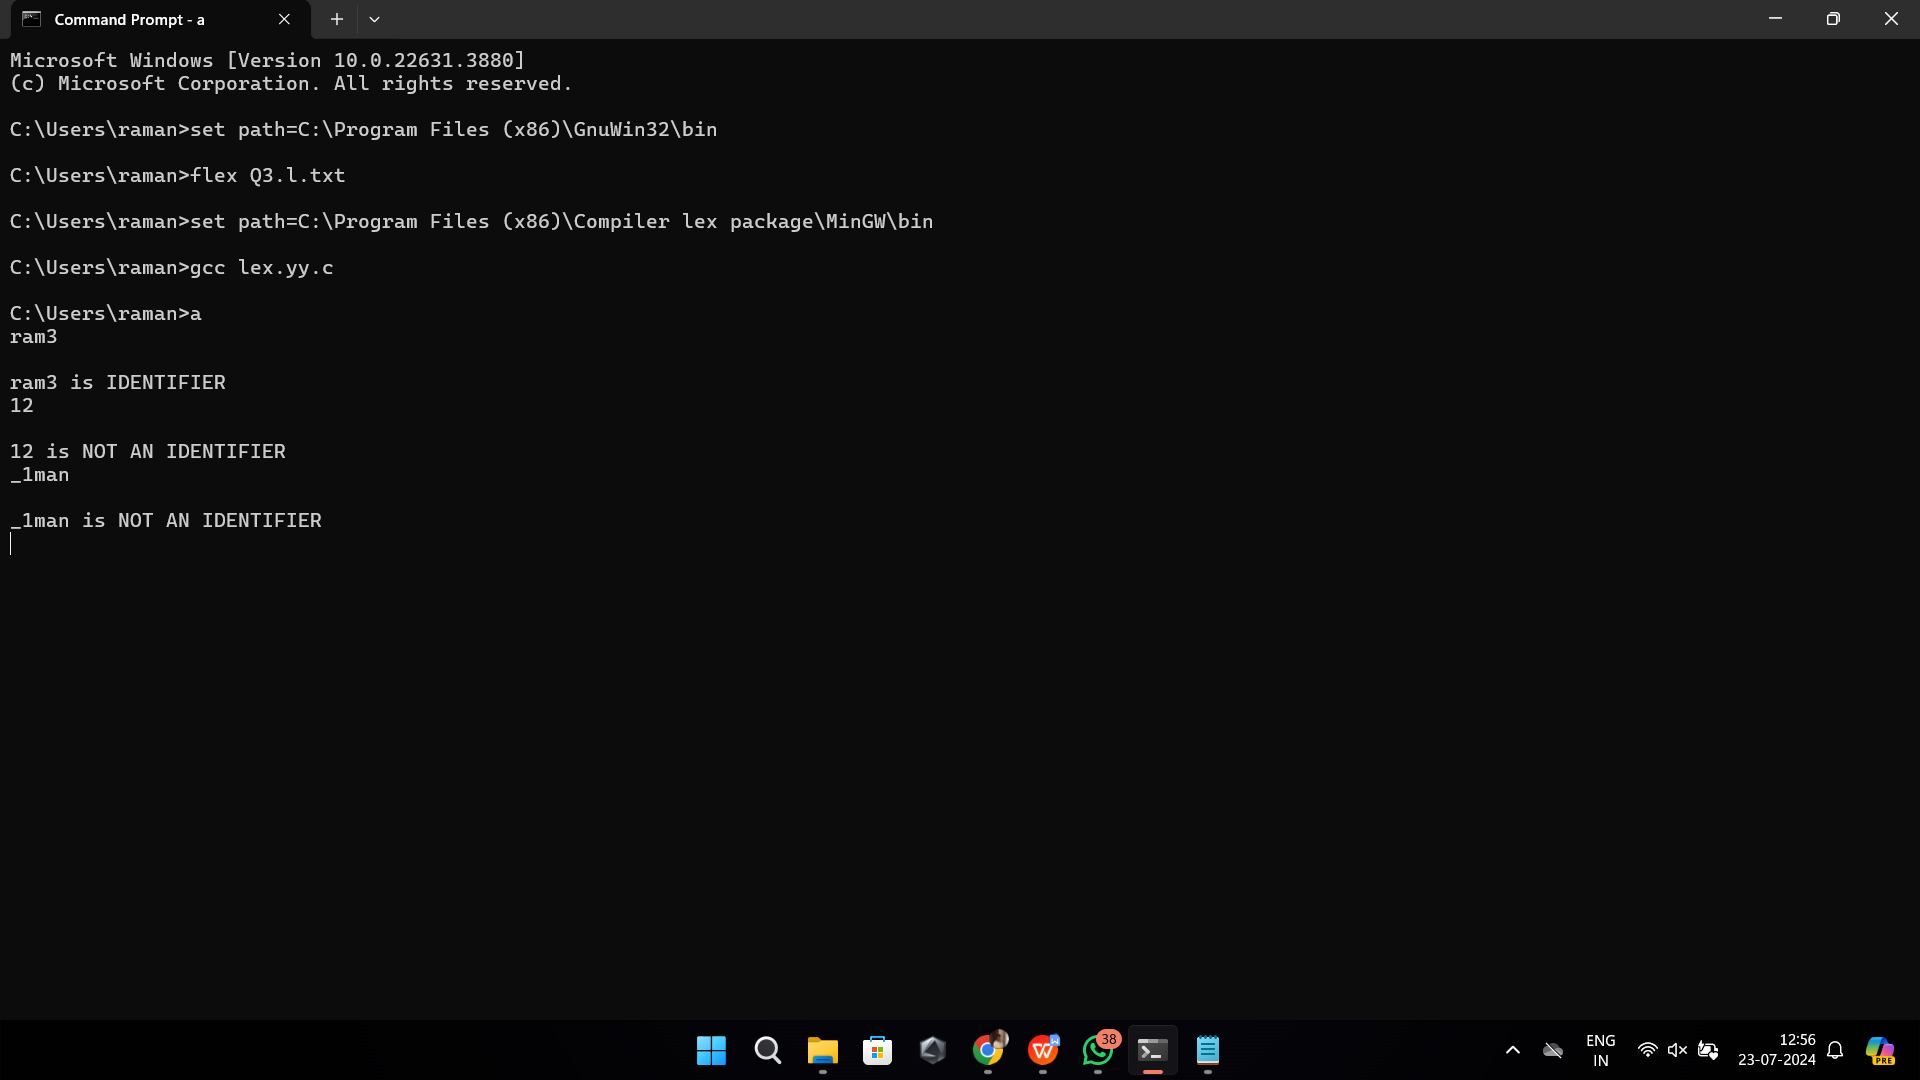 Command Prompt - a
Microsoft Windows [Version 10.0.22631.3880]
(c) Microsoft Corporation. All rights reserved.
C:\Users\raman>set path=C:\Program Files (x86)\GnuWin32\bin
C:\Users\raman>flex Q3.l.txt
C:\Users\raman>set path=C:\Program Files (x86)\Compiler lex package\MinGW\bin
C:\Users\raman>gcc lex.yy.c
C:\Users\raman>a
ram3
ram3 is IDENTIFIER
12
12 is NOT AN IDENTIFIER
_1man
_1man is NOT AN IDENTIFIER
38
ENG
IN
12:56
23-07-2024
PRE